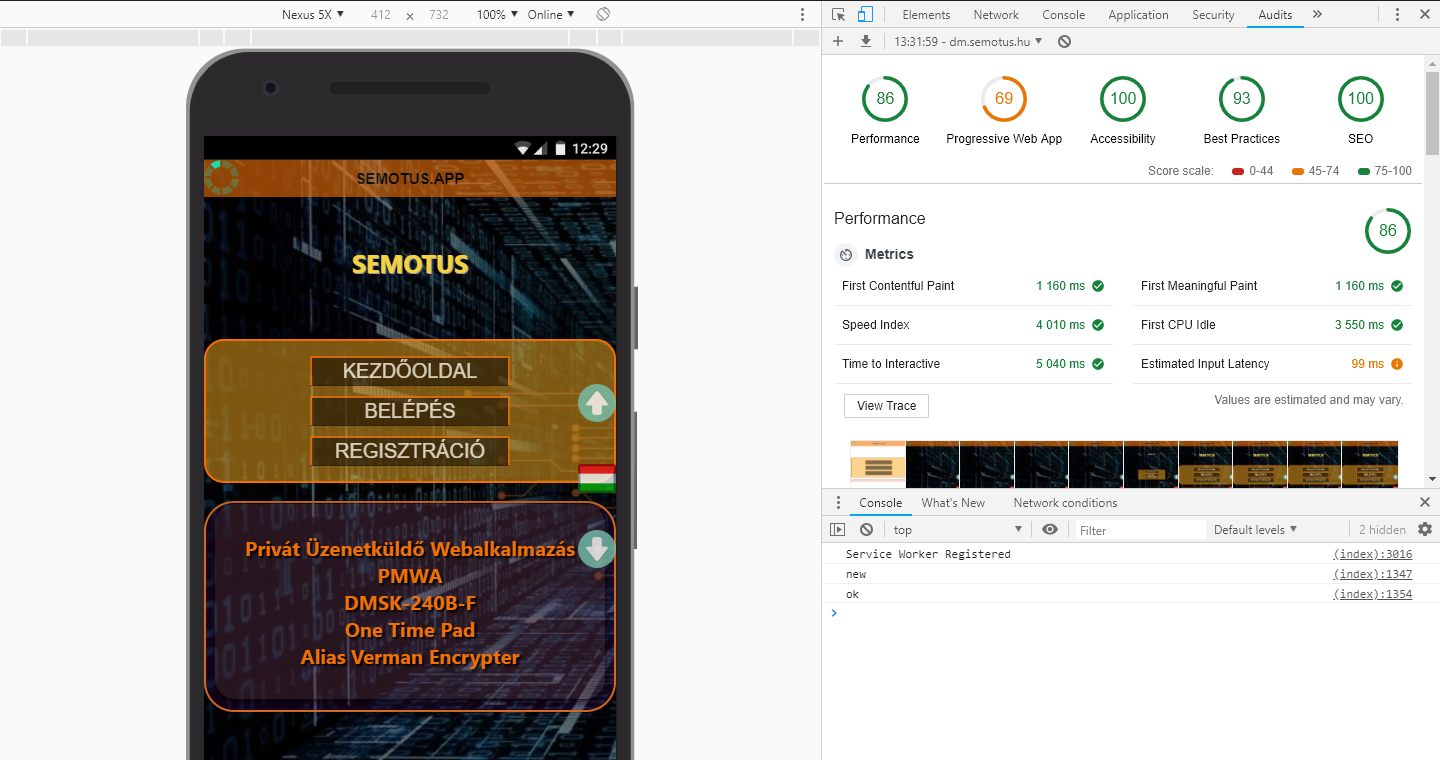 Nexus 5X ▼ 412 × 732 100% ▼ Online ▼
12:29
SEMOTUS.APP
SEMOTUS
KEZDŐOLDAL
BELÉPÉS
REGISZTRÁCIÓ
Privát Üzenetküldő Webalkalmazás
PMWA
DMSK-240B-F
One Time Pad
Alias Verman Encrypter
Elements Network Console Application Security Audits »
13:31:59 - dm.semotus.hu ▼
86 69 100 93 100
Performance Progressive Web App Accessibility Best Practices SEO
Score scale: 0-44 45-74 75-100
Performance 86
Metrics
First Contentful Paint 1 160 ms First Meaningful Paint 1 160 ms
Speed Index 4 010 ms First CPU Idle 3 550 ms
Time to Interactive 5 040 ms Estimated Input Latency 99 ms
View Trace Values are estimated and may vary.
Console What's New Network conditions
top ▼ Filter Default levels ▼ 2 hidden
Service Worker Registered (index):3016
new (index):1347
ok (index):1354